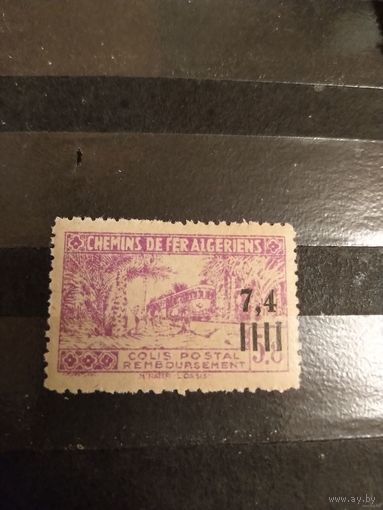 CHEMINS DE FER ALGERIENS
7,4
COLIS POSTAL
REMBOURSEMENT
www.ay.by